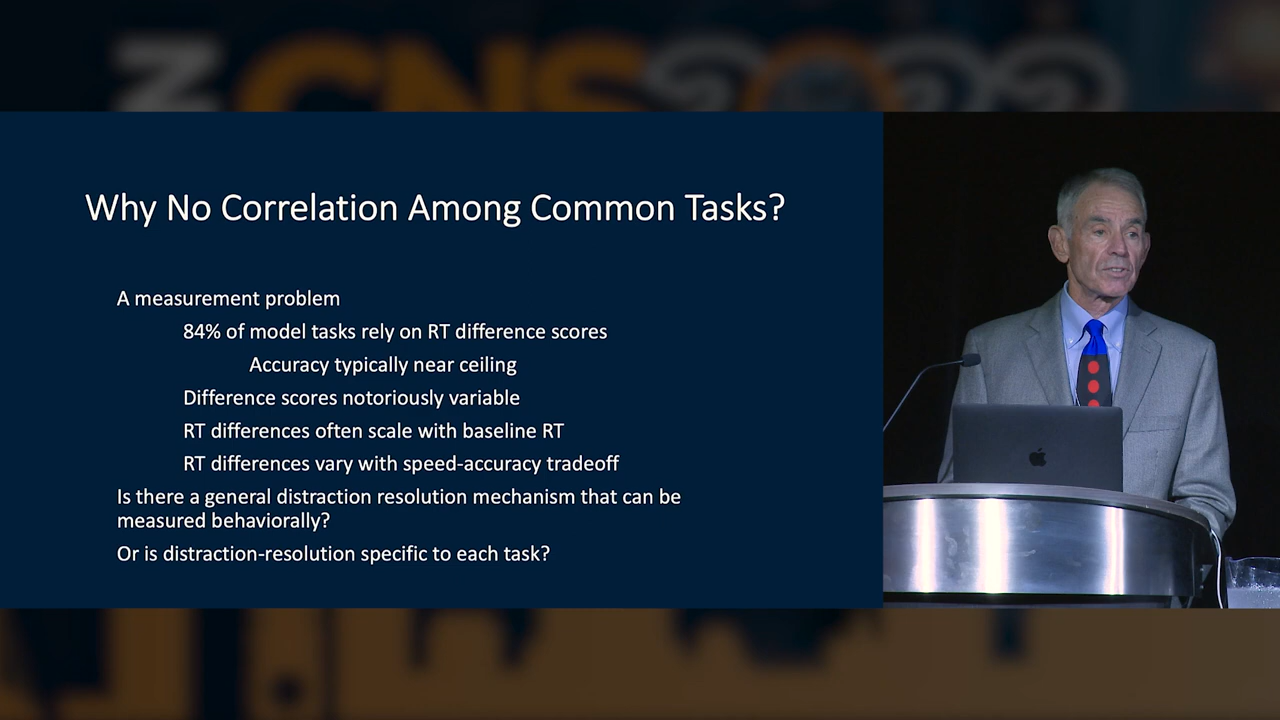 CNS 2022
Why No Correlation Among Common Tasks?
A measurement problem
84% of model tasks rely on RT difference scores
Accuracy typically near ceiling
Difference scores notoriously variable
RT differences often scale with baseline RT
RT differences vary with speed-accuracy tradeoff
Is there a general distraction resolution mechanism that can be
measured behaviorally?
Or is distraction-resolution specific to each task?